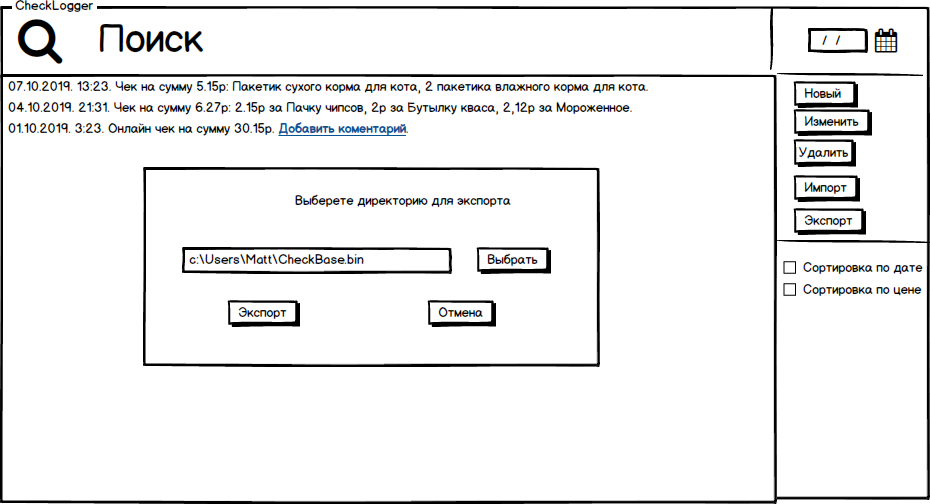 CheckLogger
Поиск
/ /
07.10.2019. 13:23. Чек на сумму 5.15р: Пакетик сухого корма для кота, 2 пакетика влажного корма для кота.
04.10.2019. 21:31. Чек на сумму 6.27р: 2.15р за Пачку чипсов, 2р за Бутылку кваса, 2,12р за Мороженное.
01.10.2019. 3:23. Онлайн чек на сумму 30.15р. Добавить коментарий.
Новый
Изменить
Удалить
Импорт
Экспорт
Сортировка по дате
Сортировка по цене
Выберете директорию для экспорта
c:\Users\Matt\CheckBase.bin
Выбрать
Экспорт
Отмена